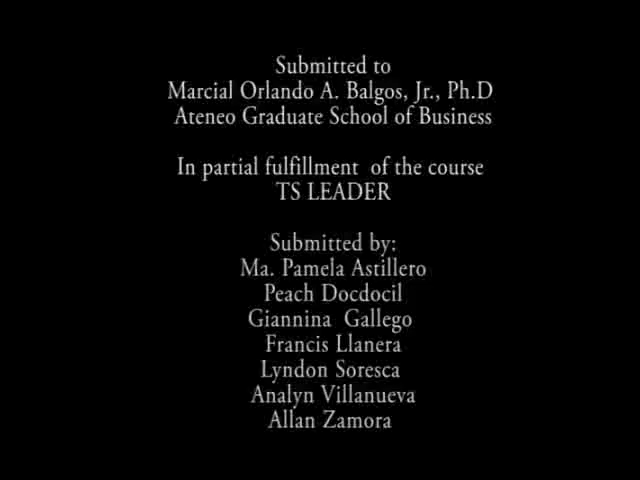 Submitted to
Marcial Orlando A. Balgos, Jr., Ph.D
Ateneo Graduate School of Business
In partial fulfillment of the course
TS LEADER
Submitted by:
Ma. Pamela Astillero
Peach Docdocil
Giannina Gallego
Francis Llanera
Lyndon Soresca
Analyn Villanueva
Allan Zamora